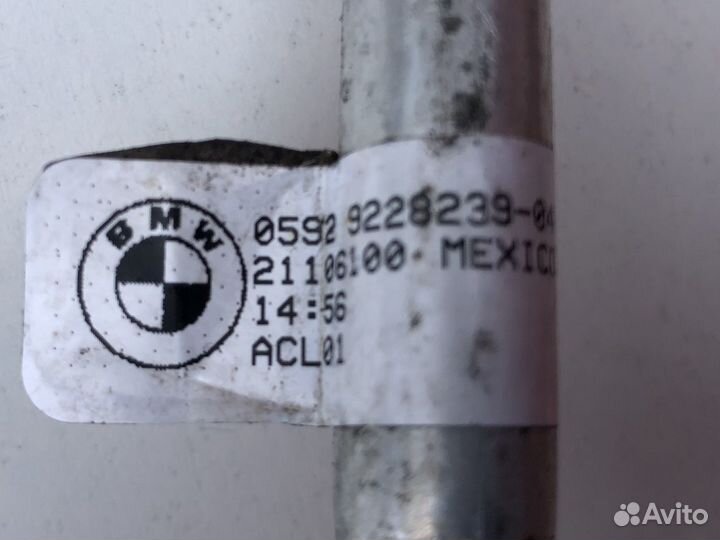 BMW
0592 9228239-04
21106100 MEXICO
14:56
ACL01
Avito